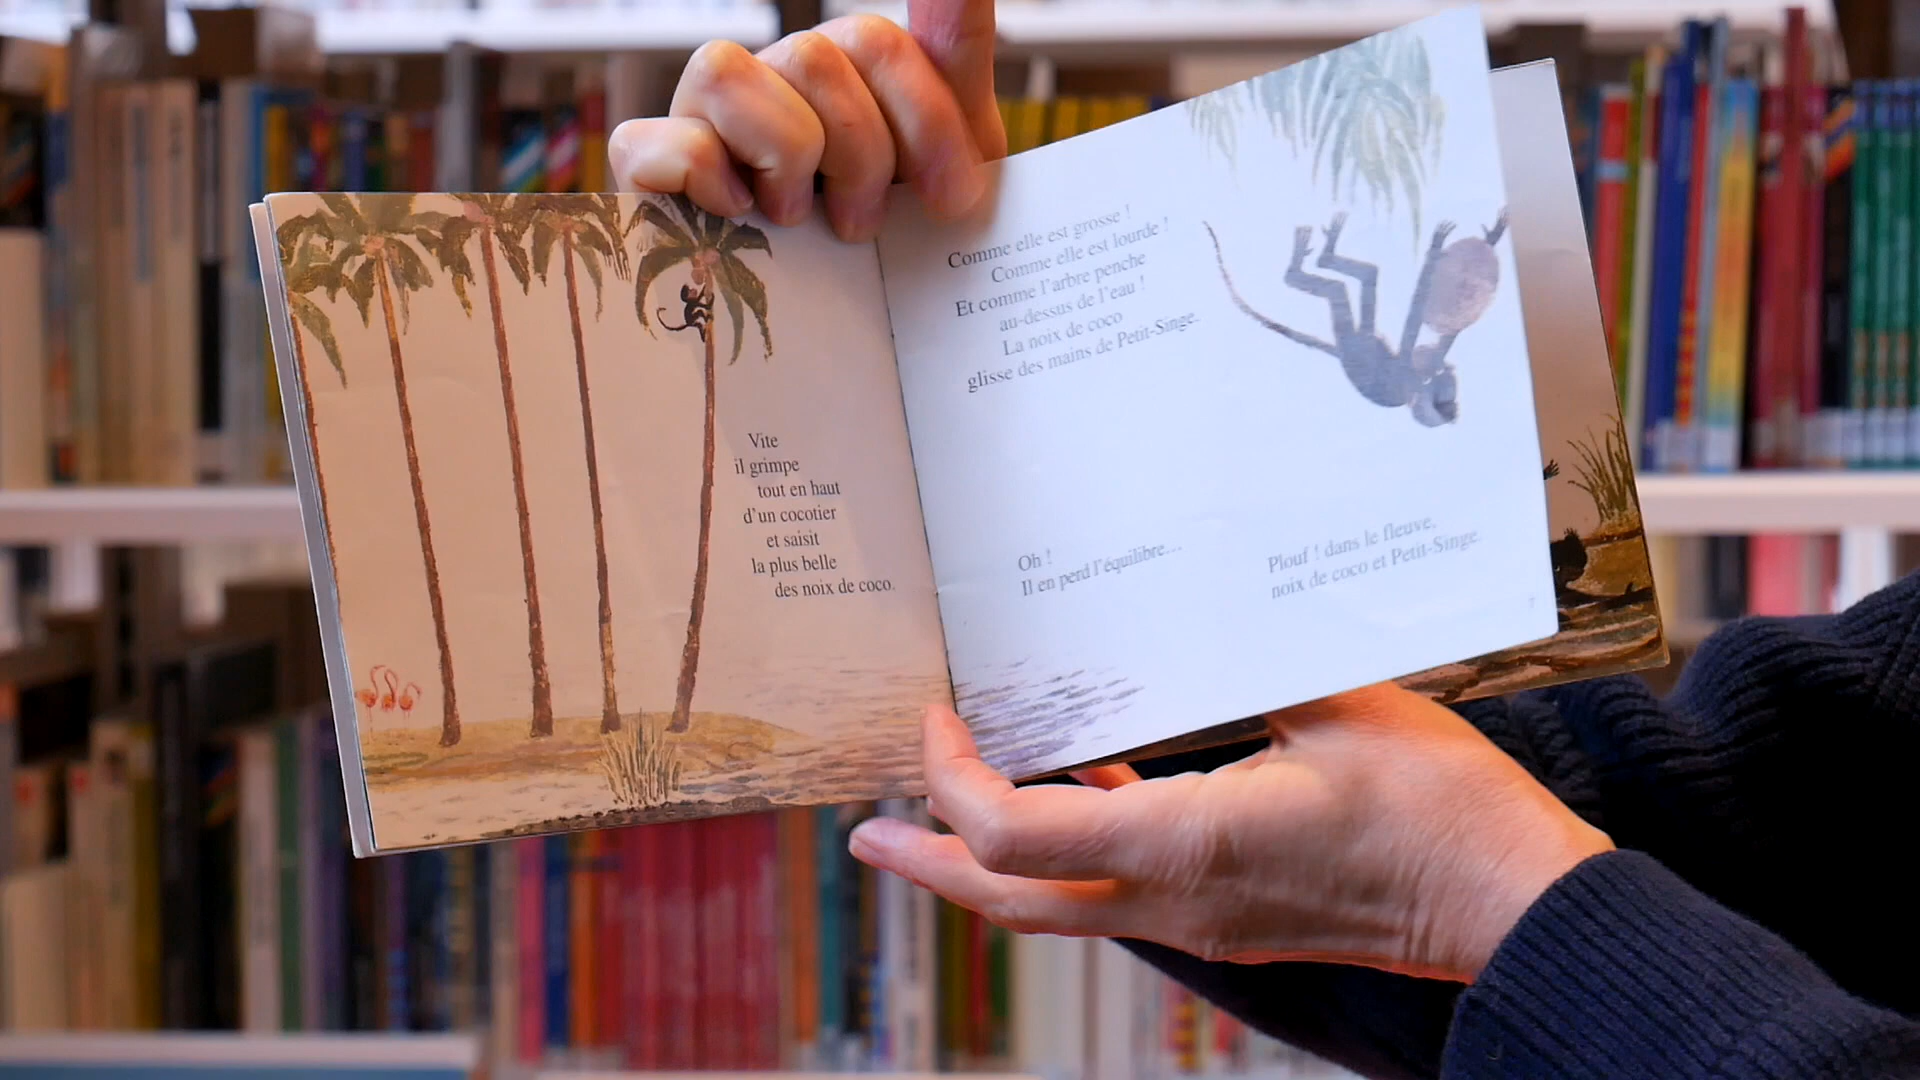 Vite
il grimpe
tout en haut
d'un cocotier
et saisit
la plus belle
des noix de coco.
Comme elle est grosse !
Comme elle est lourde !
Et comme l'arbre penche
au-dessus de l'eau !
La noix de coco
glisse des mains de Petit-Singe.
Oh !
Il en perd l'équilibre...
Plouf ! dans le fleuve,
noix de coco et Petit-Singe.
7